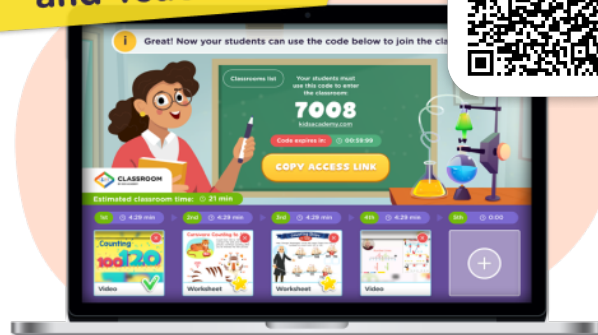 and
Great! Now your students can use the code below to join the cla
Classrooms list
Your students must
use this code to enter
the classroom:
7008
kidsacademy.com
Code expires in:
00:59:99
COPY ACCESS LINK
CLASSROOM
Estimated classroom time:
21 min
1st
4:29 min
2nd
4:29 min
3rd
4:29 min
4th
4:29 min
5th
0:00
Counting
100
120
Video
Worksheet
Worksheet
Video